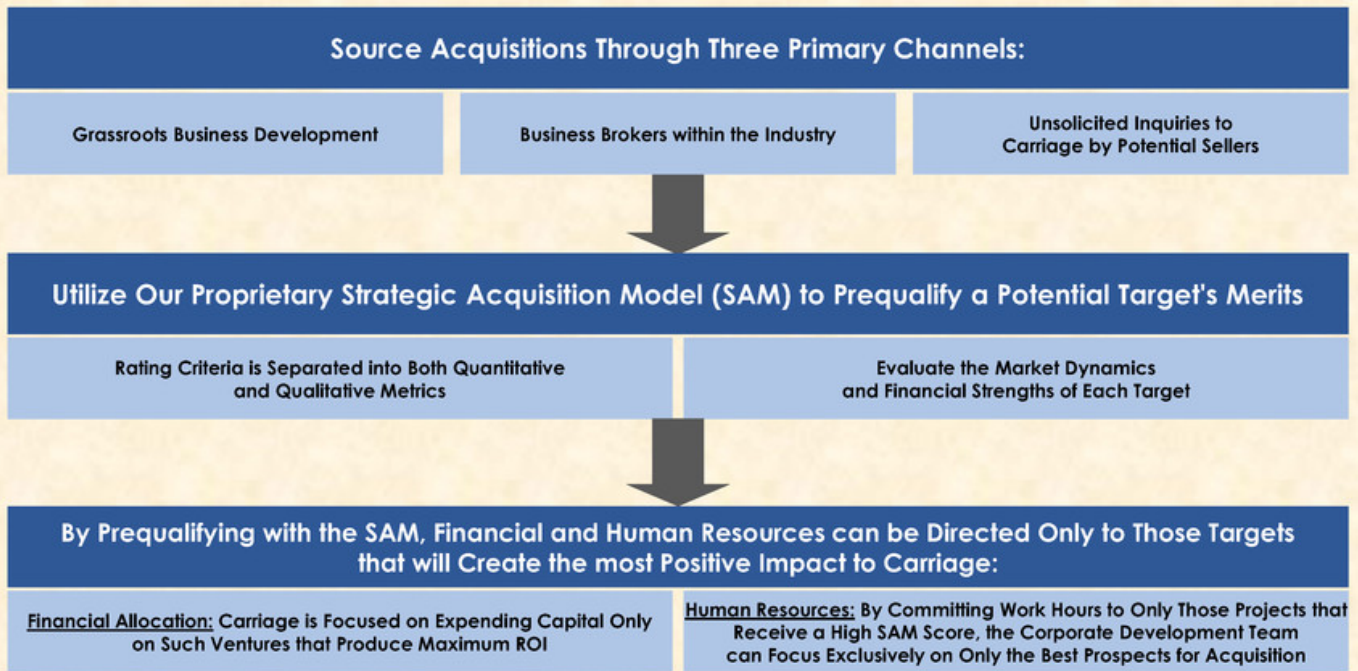 Source Acquisitions Through Three Primary Channels:
Grassroots Business Development
Business Brokers within the Industry
Unsolicited Inquiries to
Carriage by Potential Sellers
Utilize Our Proprietary Strategic Acquisition Model (SAM) to Prequalify a Potential Target's Merits
Rating Criteria is Separated into Both Quantitative
and Qualitative Metrics
Evaluate the Market Dynamics
and Financial Strengths of Each Target
By Prequalifying with the SAM, Financial and Human Resources can be Directed Only to Those Targets
that will Create the most Positive Impact to Carriage:
Financial Allocation: Carriage is Focused on Expending Capital Only
on Such Ventures that Produce Maximum ROI
Human Resources: By Committing Work Hours to Only Those Projects that
Receive a High SAM Score, the Corporate Development Team
can Focus Exclusively on Only the Best Prospects for Acquisition